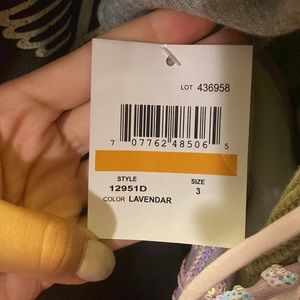 LOT 436958
7 07762 48506 5
STYLE SIZE
12951D 3
COLOR LAVENDAR